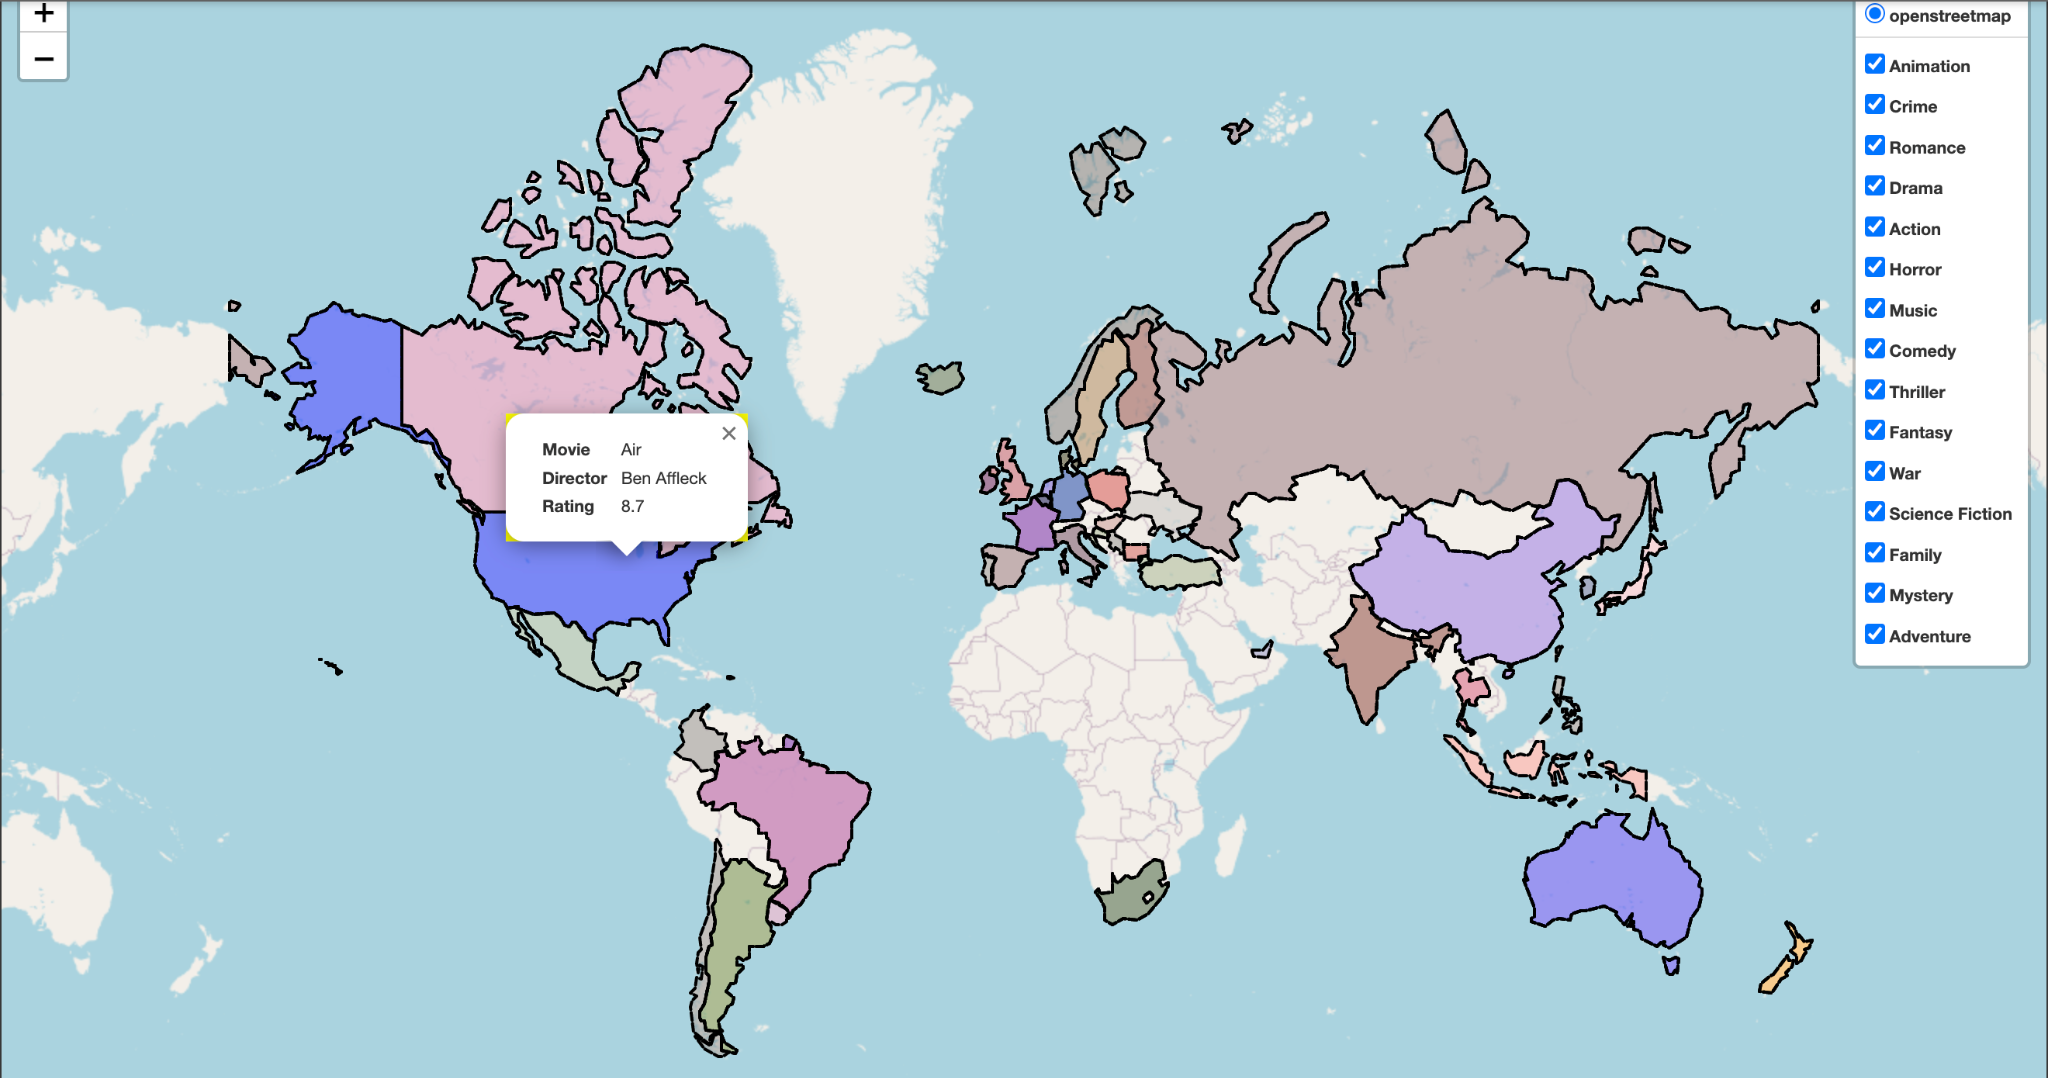 +
−
openstreetmap
Animation
Crime
Romance
Drama
Action
Horror
Music
Comedy
Thriller
Fantasy
War
Science Fiction
Family
Mystery
Adventure
×
Movie Air
Director Ben Affleck
Rating 8.7